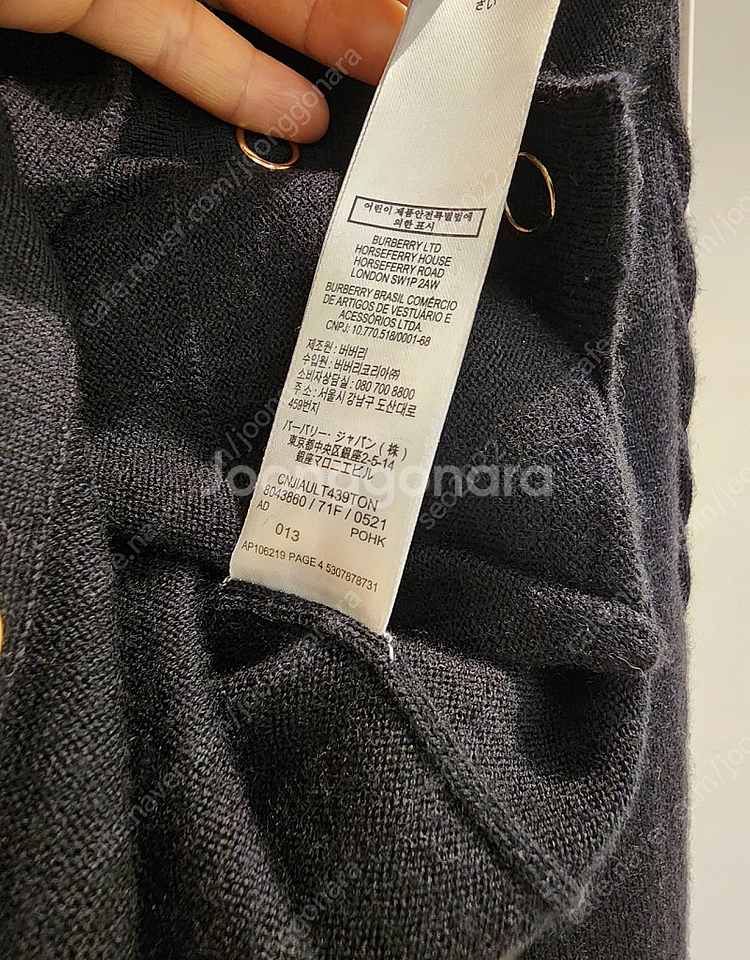 さい
어린이제품안전특별법에
의한 표시
BURBERRY LTD
HORSEFERRY HOUSE
HORSEFERRY ROAD
LONDON SW1P 2AW
BURBERRY BRASIL COMÉRCIO
DE ARTIGOS DE VESTUÁRIO E
ACESSÓRIOS LTDA.
CNPJ: 10.770.518/0001-68
제조원 : 버버리
수입원 : 버버리코리아㈜
소비자상담실 : 080 700 8800
주소 : 서울시 강남구 도산대로
459번지
バーバリー・ジャパン(株)
東京都中央区銀座2-5-14
銀座マロニエビル
CNJIAULT439TON
8043860 / 71F / 0521
AD
013 POHK
AP106219 PAGE 4 5307878731
Joonggonara